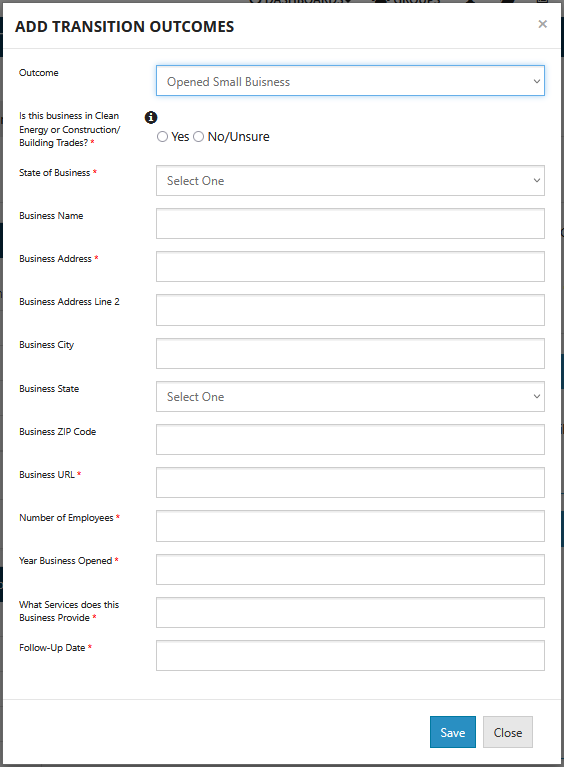 ADD TRANSITION OUTCOMES ×
Outcome
Opened Small Buisness
Is this business in Clean
Energy or Construction/
Building Trades? *
Yes No/Unsure
State of Business *
Select One
Business Name
Business Address *
Business Address Line 2
Business City
Business State
Select One
Business ZIP Code
Business URL *
Number of Employees *
Year Business Opened *
What Services does this
Business Provide *
Follow-Up Date *
Save Close